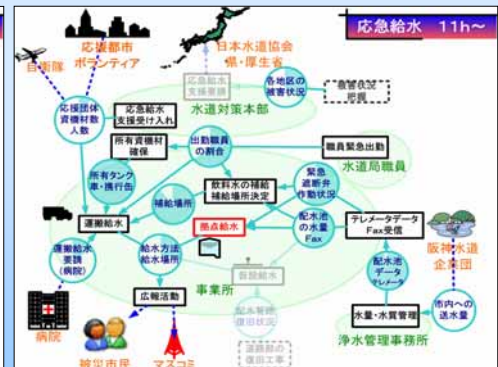 応急給水 11h～
応援都市
ボランティア
自衛隊
日本水道協会
県・厚生省
応急給水
支援要請
各地区の
被害状況
被害状況
把握
水道対策本部
応援団体
資機材数
人数
応急給水
支援受け入れ
所有資機材
確保
出動職員
の割合
職員緊急出動
水道局職員
所有タンク
車・携行缶
飲料水の補給
補給場所決定
緊急
遮断弁
作動状況
補給場所
運搬給水
拠点給水
配水池
の水量
Fax
テレメータデータ
Fax受信
阪神水道
企業団
運搬給水
要請
(病院)
給水方法
給水場所
仮設給水
配水池
データ
テレメータ
市内への
送水量
病院
広報活動
事業所
配水管路
復旧状況
水量・水質管理
浄水管理事務所
道路部の
復旧工事
被災市民
マスコミ